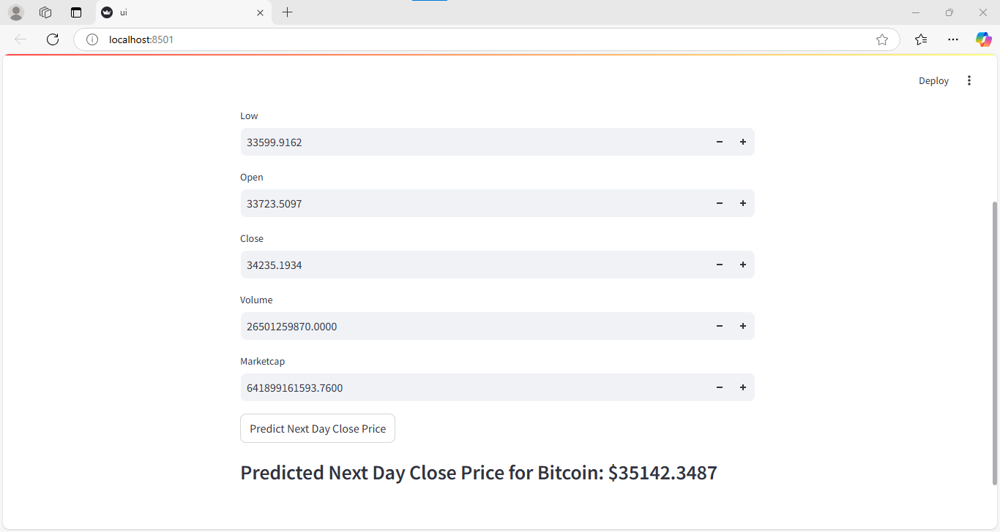 ui
localhost:8501
Deploy
Low
33599.9162
Open
33723.5097
Close
34235.1934
Volume
26501259870.0000
Marketcap
641899161593.7600
Predict Next Day Close Price
Predicted Next Day Close Price for Bitcoin: $35142.3487